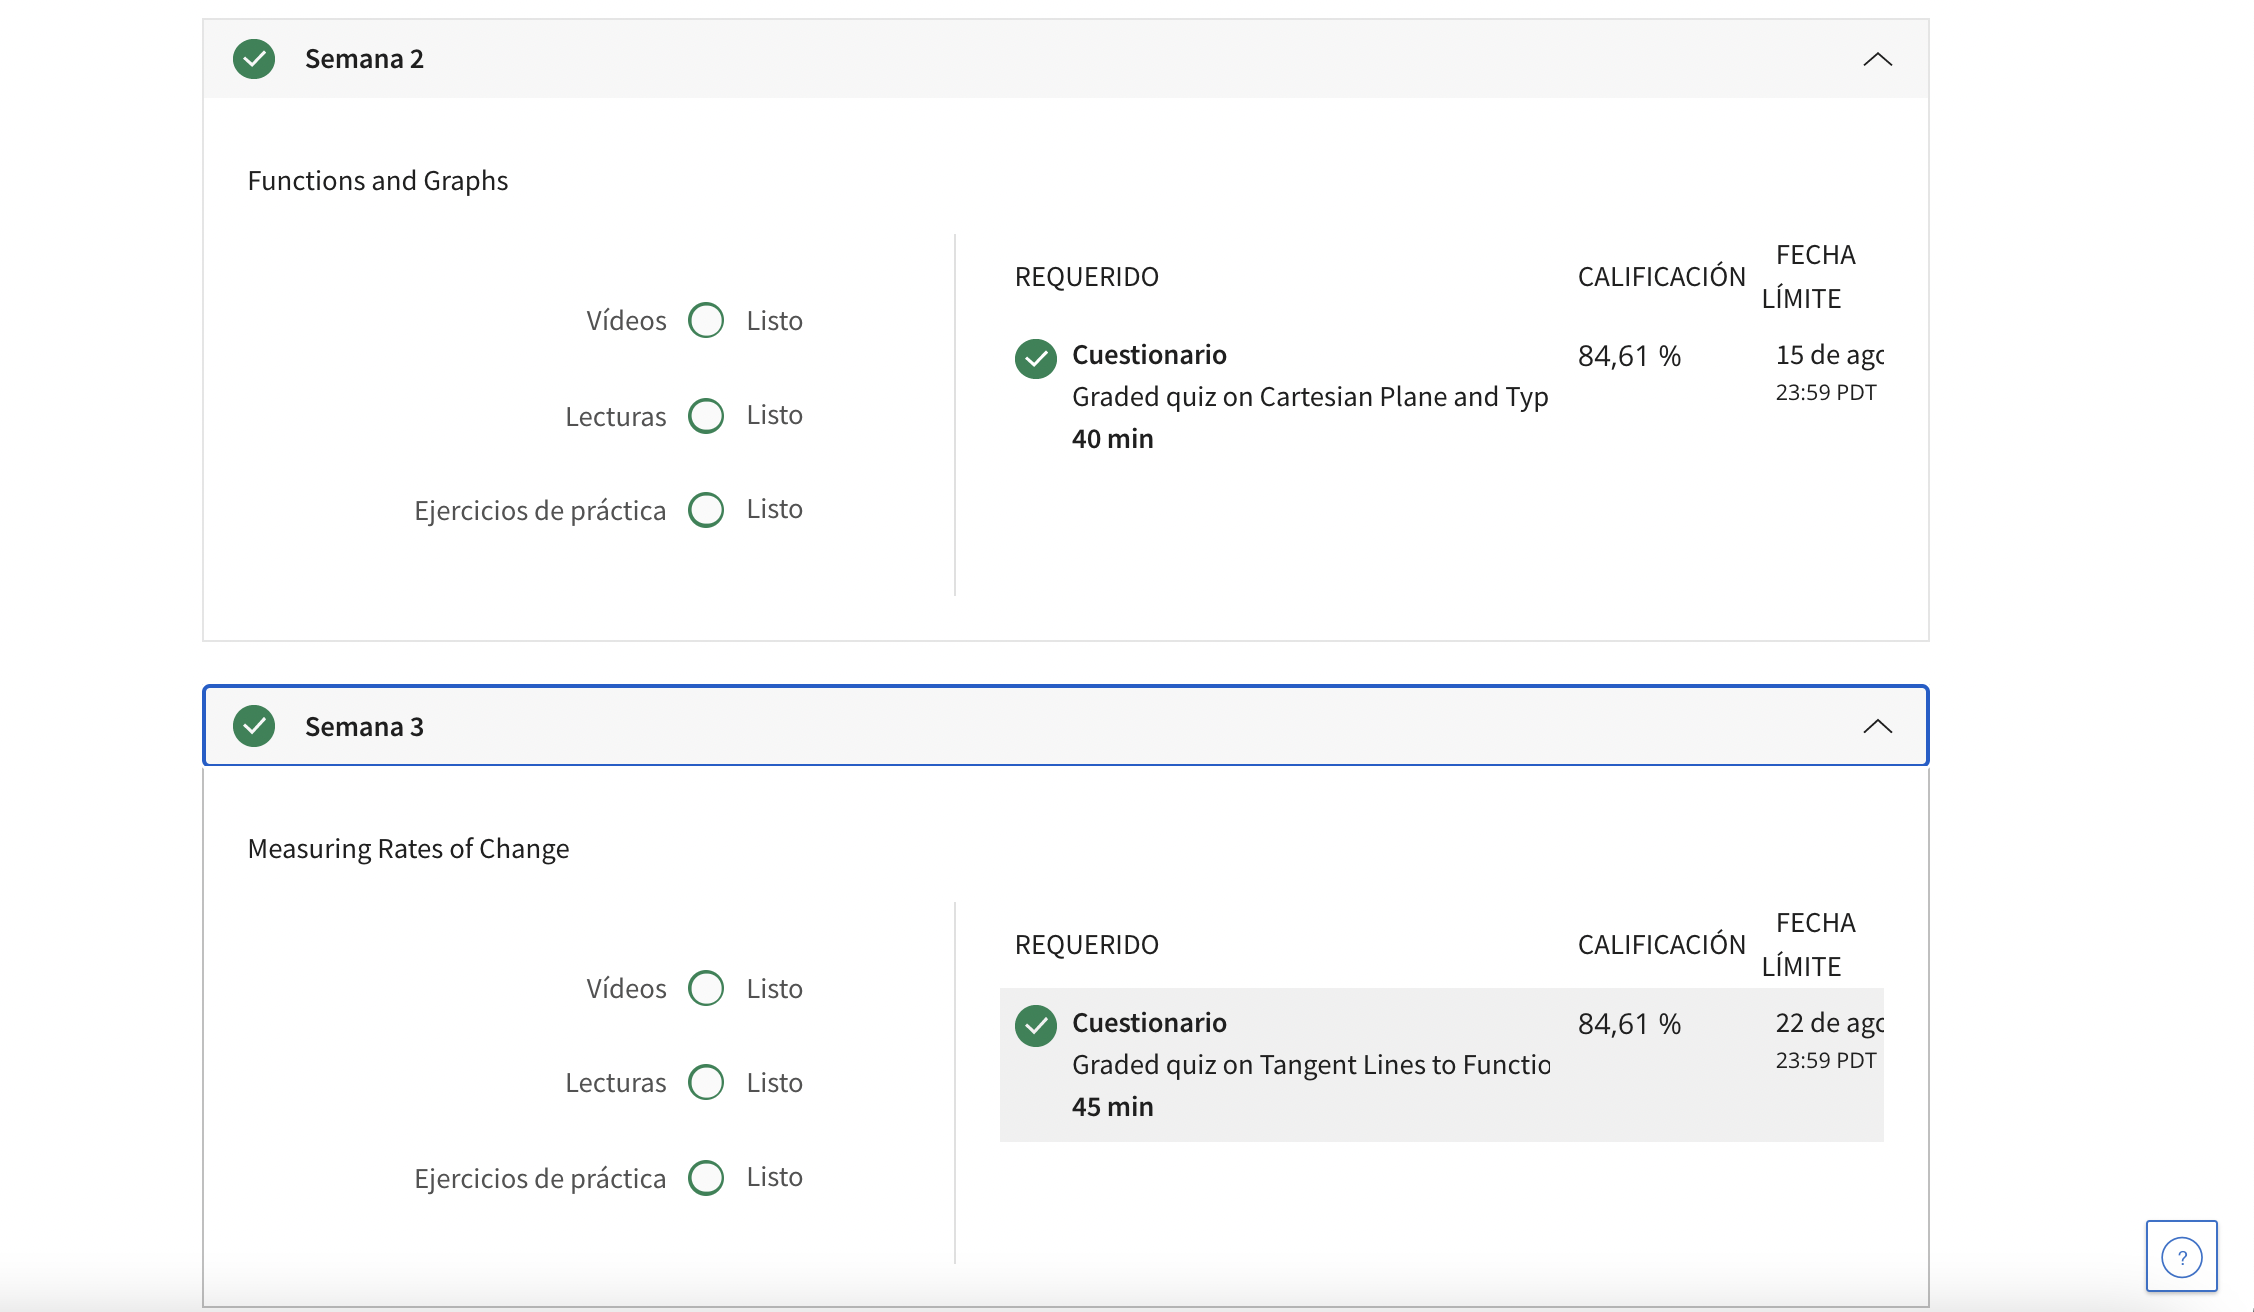 Semana 2
Functions and Graphs
Vídeos Listo
Lecturas Listo
Ejercicios de práctica Listo
REQUERIDO CALIFICACIÓN FECHA
LÍMITE
Cuestionario 84,61 % 15 de ago
Graded quiz on Cartesian Plane and Typ 23:59 PDT
40 min
Semana 3
Measuring Rates of Change
Vídeos Listo
Lecturas Listo
Ejercicios de práctica Listo
REQUERIDO CALIFICACIÓN FECHA
LÍMITE
Cuestionario 84,61 % 22 de ago
Graded quiz on Tangent Lines to Functio 23:59 PDT
45 min
?